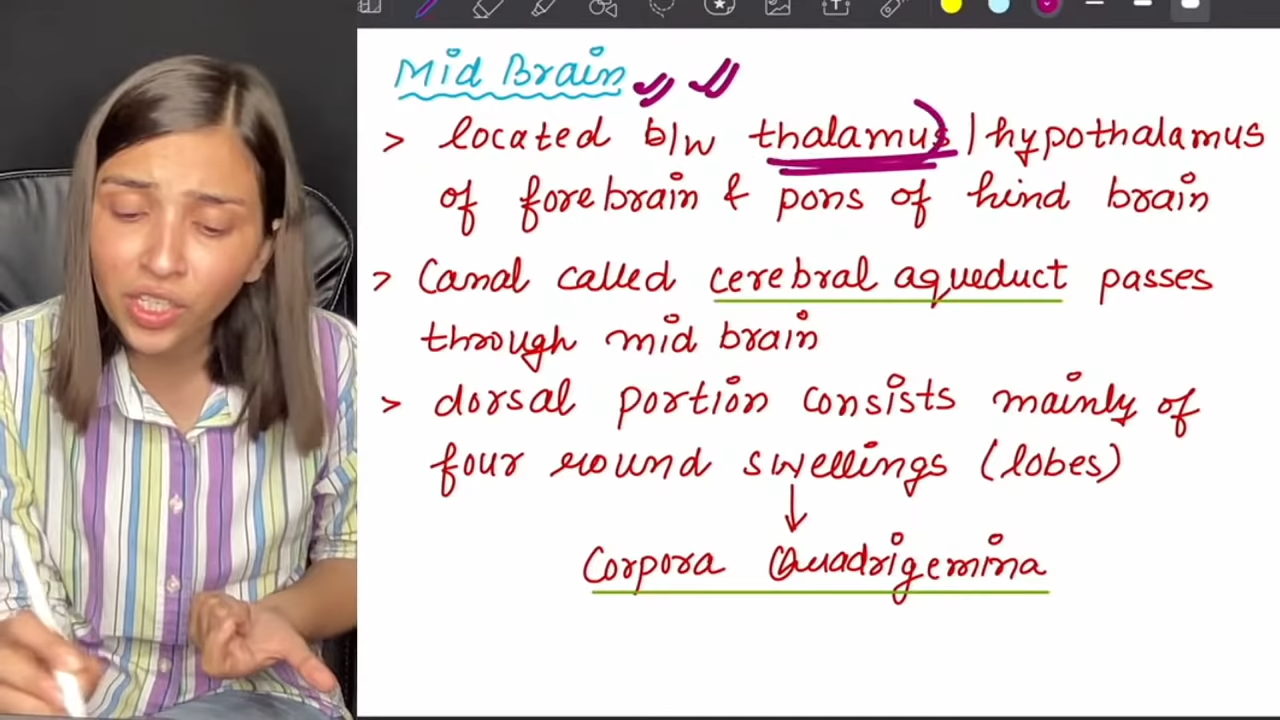 Mid Brain
> located b/w thalamus/hypothalamus
of forebrain & pons of hind brain
> Canal called cerebral aqueduct passes
through mid brain
> dorsal portion consists mainly of
four round swellings (lobes)
↓
Corpora Quadrigemina